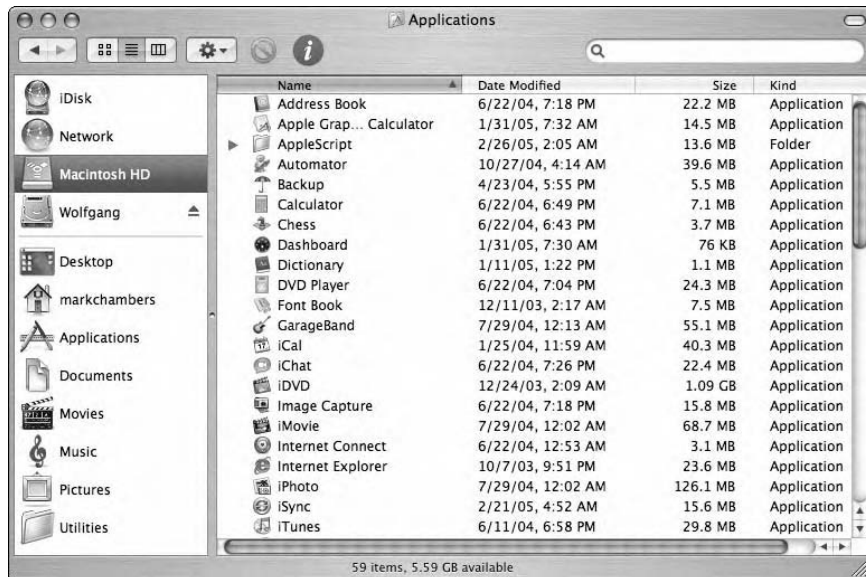 Applications
iDisk
Network
Macintosh HD
Wolfgang
Desktop
markchambers
Applications
Documents
Movies
Music
Pictures
Utilities
Name Date Modified Size Kind
Address Book 6/22/04, 7:18 PM 22.2 MB Application
Apple Grap... Calculator 1/31/05, 7:32 AM 14.5 MB Application
AppleScript 2/26/05, 2:05 AM 13.6 MB Folder
Automator 10/27/04, 4:14 AM 39.6 MB Application
Backup 4/23/04, 5:55 PM 5.5 MB Application
Calculator 6/22/04, 6:49 PM 7.1 MB Application
Chess 6/22/04, 6:43 PM 3.7 MB Application
Dashboard 1/31/05, 7:30 AM 76 KB Application
Dictionary 1/11/05, 1:22 PM 1.1 MB Application
DVD Player 6/22/04, 7:04 PM 24.3 MB Application
Font Book 12/11/03, 2:17 AM 7.5 MB Application
GarageBand 7/29/04, 12:13 AM 55.1 MB Application
iCal 1/25/04, 11:59 AM 40.3 MB Application
iChat 6/22/04, 7:26 PM 22.4 MB Application
iDVD 12/24/03, 2:09 AM 1.09 GB Application
Image Capture 6/22/04, 7:18 PM 15.8 MB Application
iMovie 7/29/04, 12:02 AM 68.7 MB Application
Internet Connect 6/22/04, 12:53 AM 3.1 MB Application
Internet Explorer 10/7/03, 9:51 PM 23.6 MB Application
iPhoto 7/29/04, 12:02 AM 126.1 MB Application
iSync 2/21/05, 4:52 AM 15.6 MB Application
iTunes 6/11/04, 6:58 PM 29.8 MB Application
59 items, 5.59 GB available